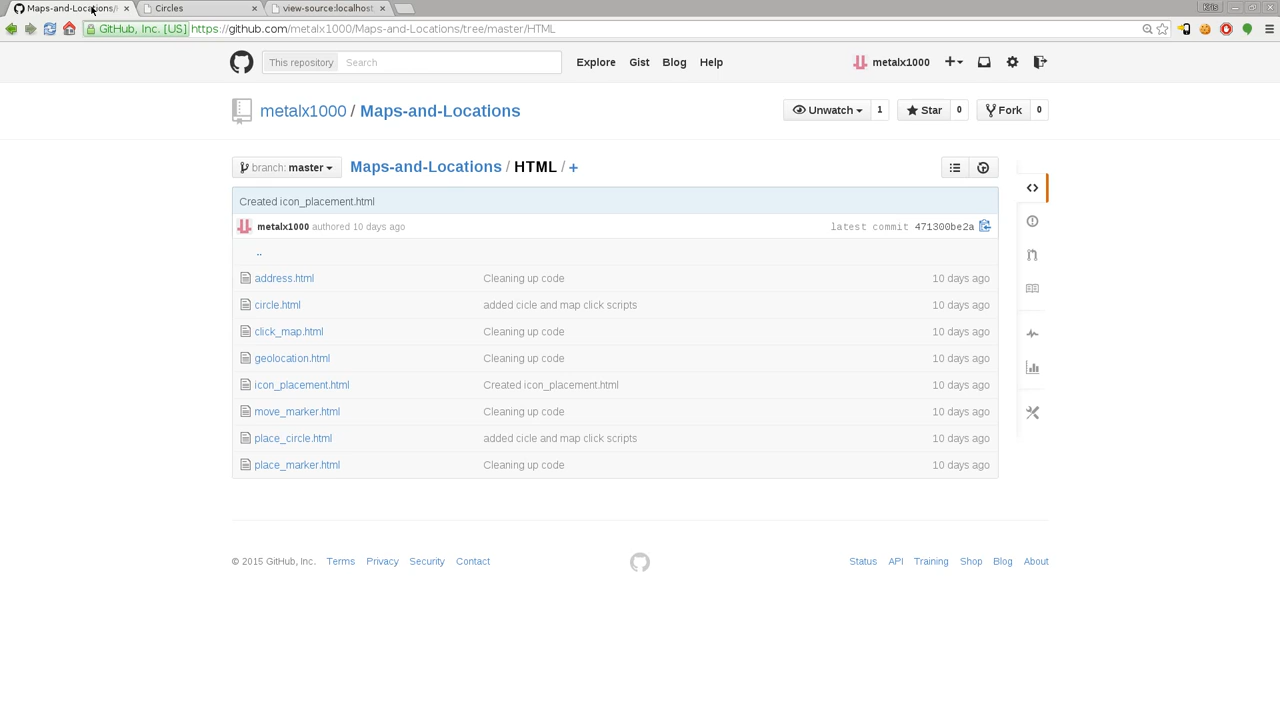 Maps-and-Locations/ Circles view-source:localhost: Kris
GitHub, Inc. [US] https://github.com/metalx1000/Maps-and-Locations/tree/master/HTML
This repository Search Explore Gist Blog Help metalx1000
metalx1000 / Maps-and-Locations Unwatch 1 Star 0 Fork 0
branch: master Maps-and-Locations / HTML / +
Created icon_placement.html
metalx1000 authored 10 days ago latest commit 471300be2a
..
address.html Cleaning up code 10 days ago
circle.html added cicle and map click scripts 10 days ago
click_map.html Cleaning up code 10 days ago
geolocation.html Cleaning up code 10 days ago
icon_placement.html Created icon_placement.html 10 days ago
move_marker.html Cleaning up code 10 days ago
place_circle.html added cicle and map click scripts 10 days ago
place_marker.html Cleaning up code 10 days ago
© 2015 GitHub, Inc. Terms Privacy Security Contact Status API Training Shop Blog About